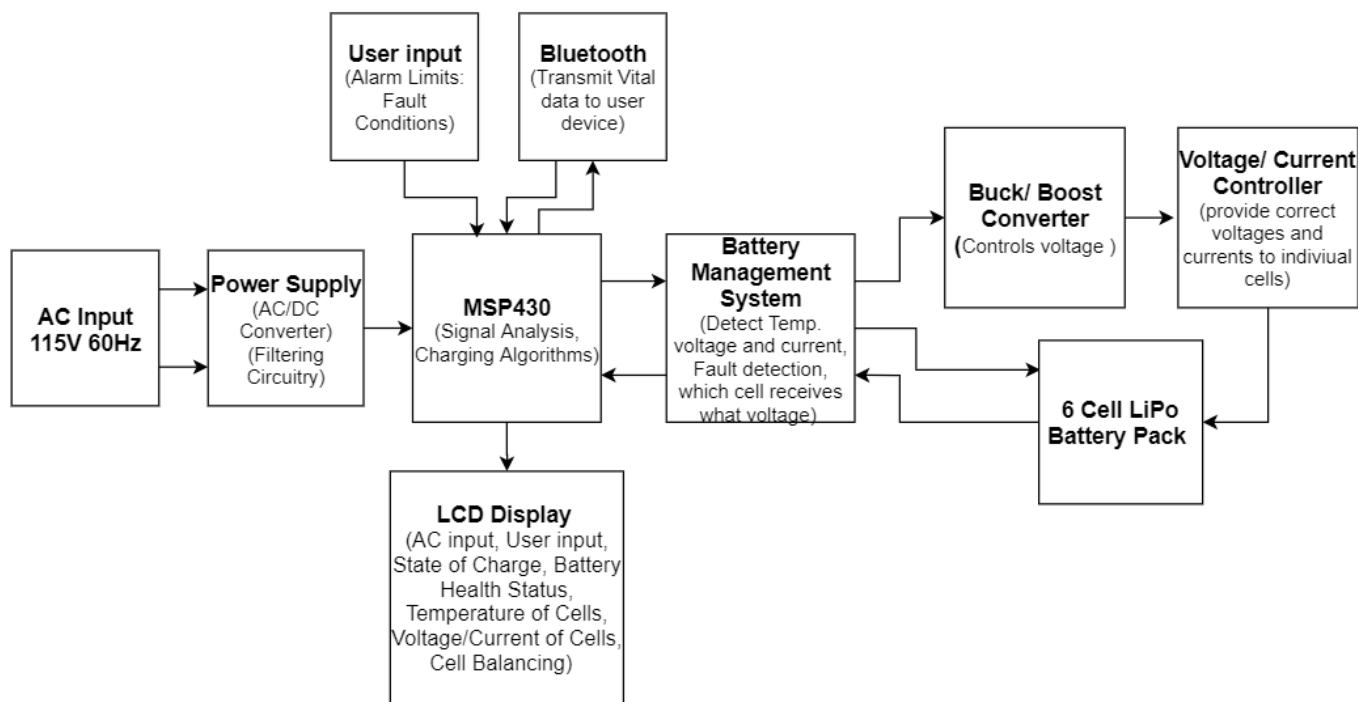 User input
(Alarm Limits:
Fault
Conditions)
Bluetooth
(Transmit Vital
data to user
device)
AC Input
115V 60Hz
Power Supply
(AC/DC
Converter)
(Filtering
Circuitry)
MSP430
(Signal Analysis,
Charging Algorithms)
Battery
Management
System
(Detect Temp.
voltage and current,
Fault detection,
which cell receives
what voltage)
Buck/ Boost
Converter
(Controls voltage )
Voltage/ Current
Controller
(provide correct
voltages and
currents to indiviual
cells)
6 Cell LiPo
Battery Pack
LCD Display
(AC input, User input,
State of Charge, Battery
Health Status,
Temperature of Cells,
Voltage/Current of Cells,
Cell Balancing)